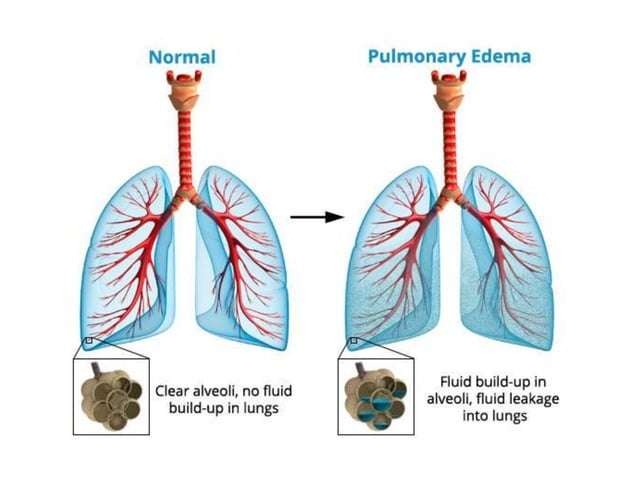 Normal
Pulmonary Edema
Clear alveoli, no fluid
build-up in lungs
Fluid build-up in
alveoli, fluid leakage
into lungs